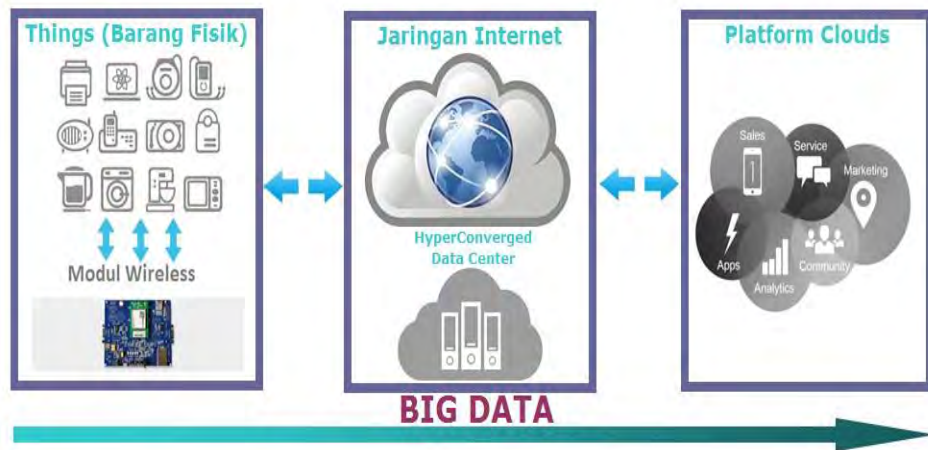 Things (Barang Fisik)
Modul Wireless
Jaringan Internet
HyperConverged
Data Center
Platform Clouds
Sales
1
Service
Marketing
Apps
Analytics
Community
BIG DATA